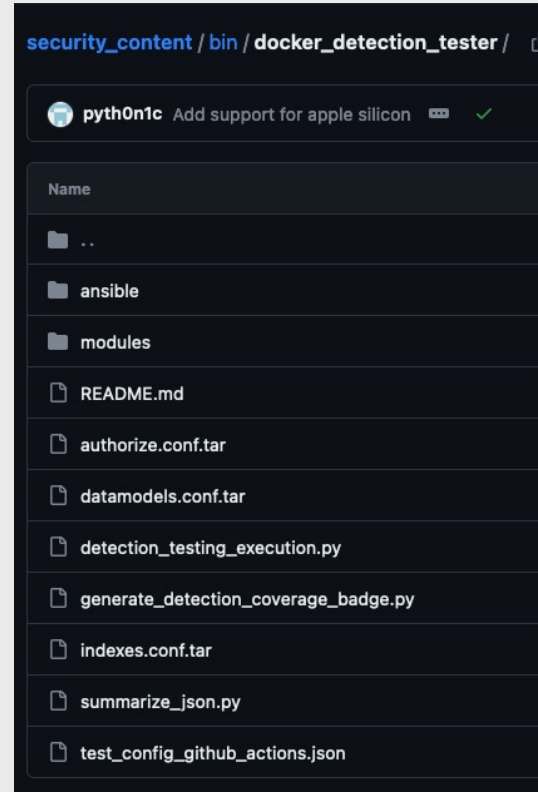 security_content / bin / docker_detection_tester /
pyth0n1c Add support for apple silicon
Name
..
ansible
modules
README.md
authorize.conf.tar
datamodels.conf.tar
detection_testing_execution.py
generate_detection_coverage_badge.py
indexes.conf.tar
summarize_json.py
test_config_github_actions.json